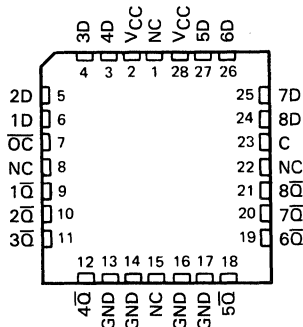 3D 4D VCC NC VCC 5D 6D
4 3 2 1 28 27 26
2D 5 25 7D
1D 6 24 8D
O̅C̅ 7 23 C
NC 8 22 NC
1Q̅ 9 21 8Q̅
2Q̅ 10 20 7Q̅
3Q̅ 11 19 6Q̅
12 13 14 15 16 17 18
4Q̅ GND GND NC GND GND 5Q̅